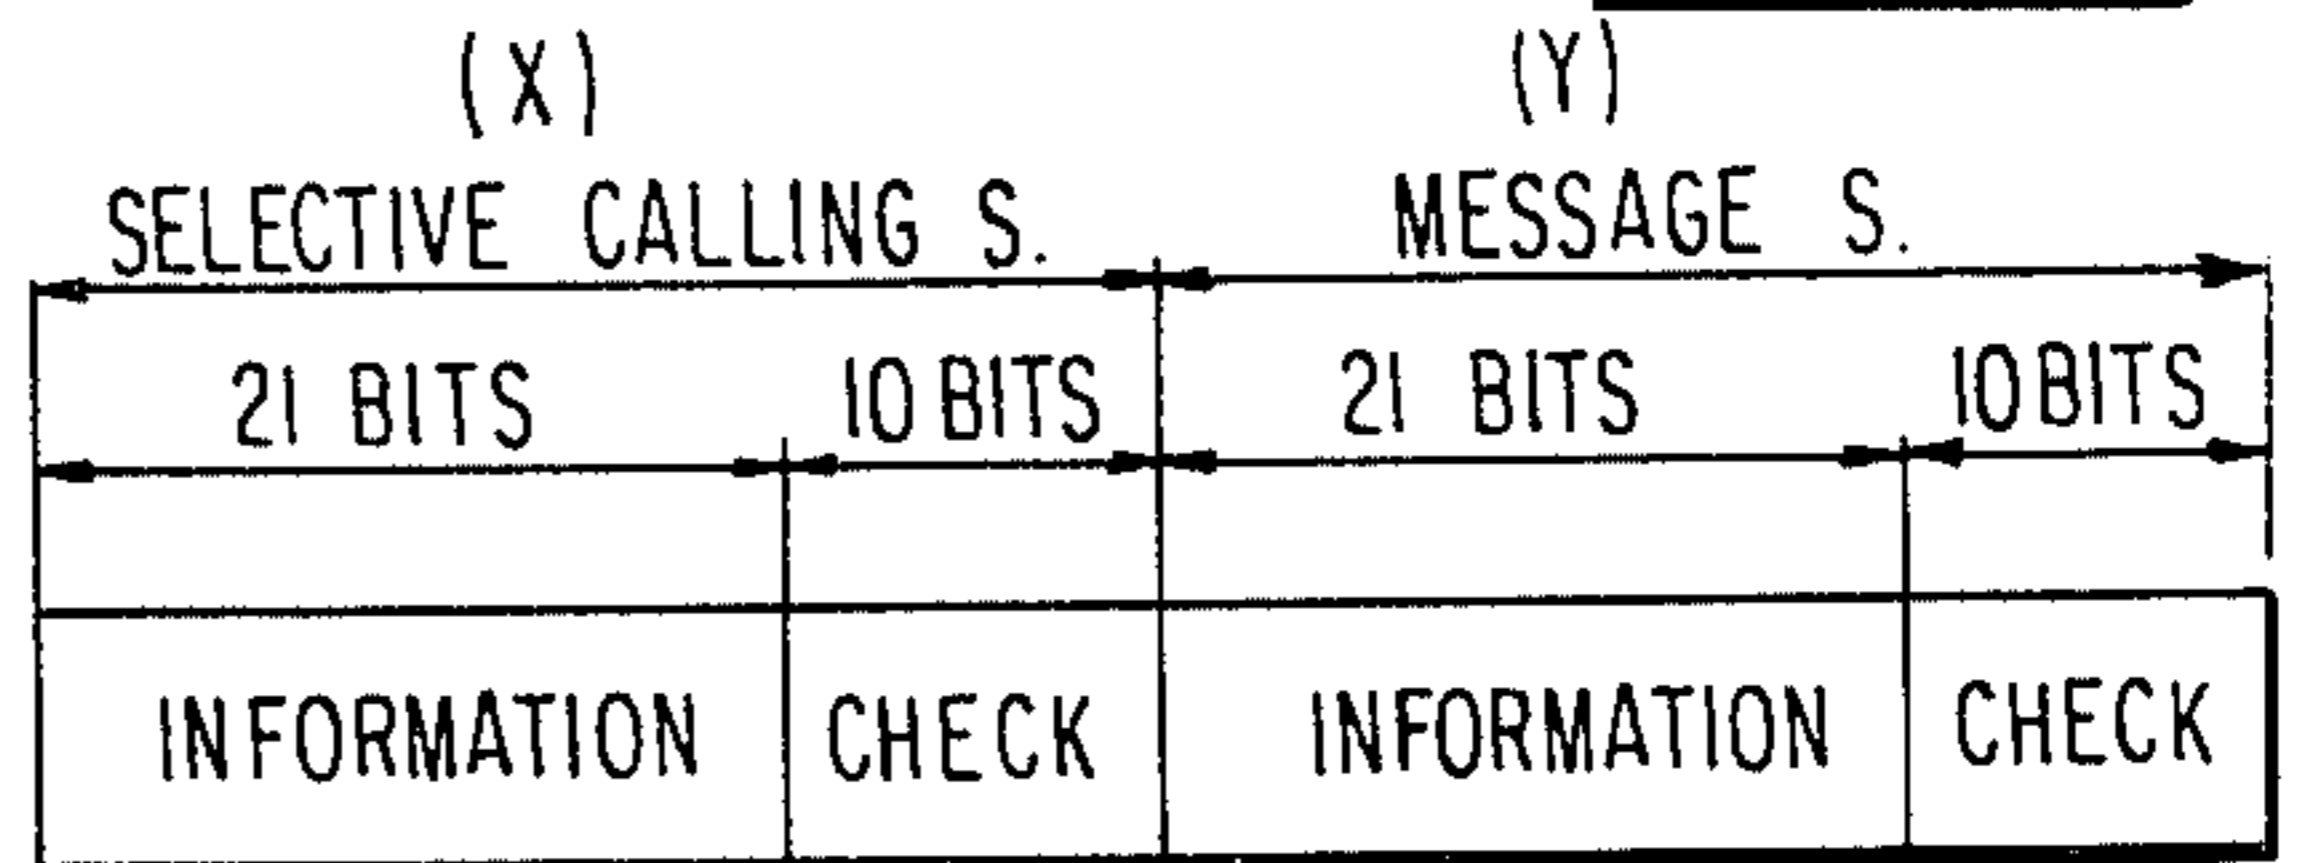 (X) (Y)
SELECTIVE CALLING S. MESSAGE S.
21 BITS 10 BITS 21 BITS 10 BITS
INFORMATION CHECK INFORMATION CHECK